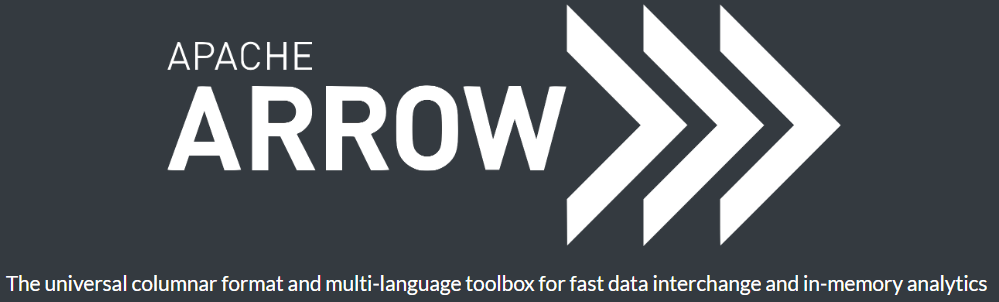 APACHE
ARROW
The universal columnar format and multi-language toolbox for fast data interchange and in-memory analytics